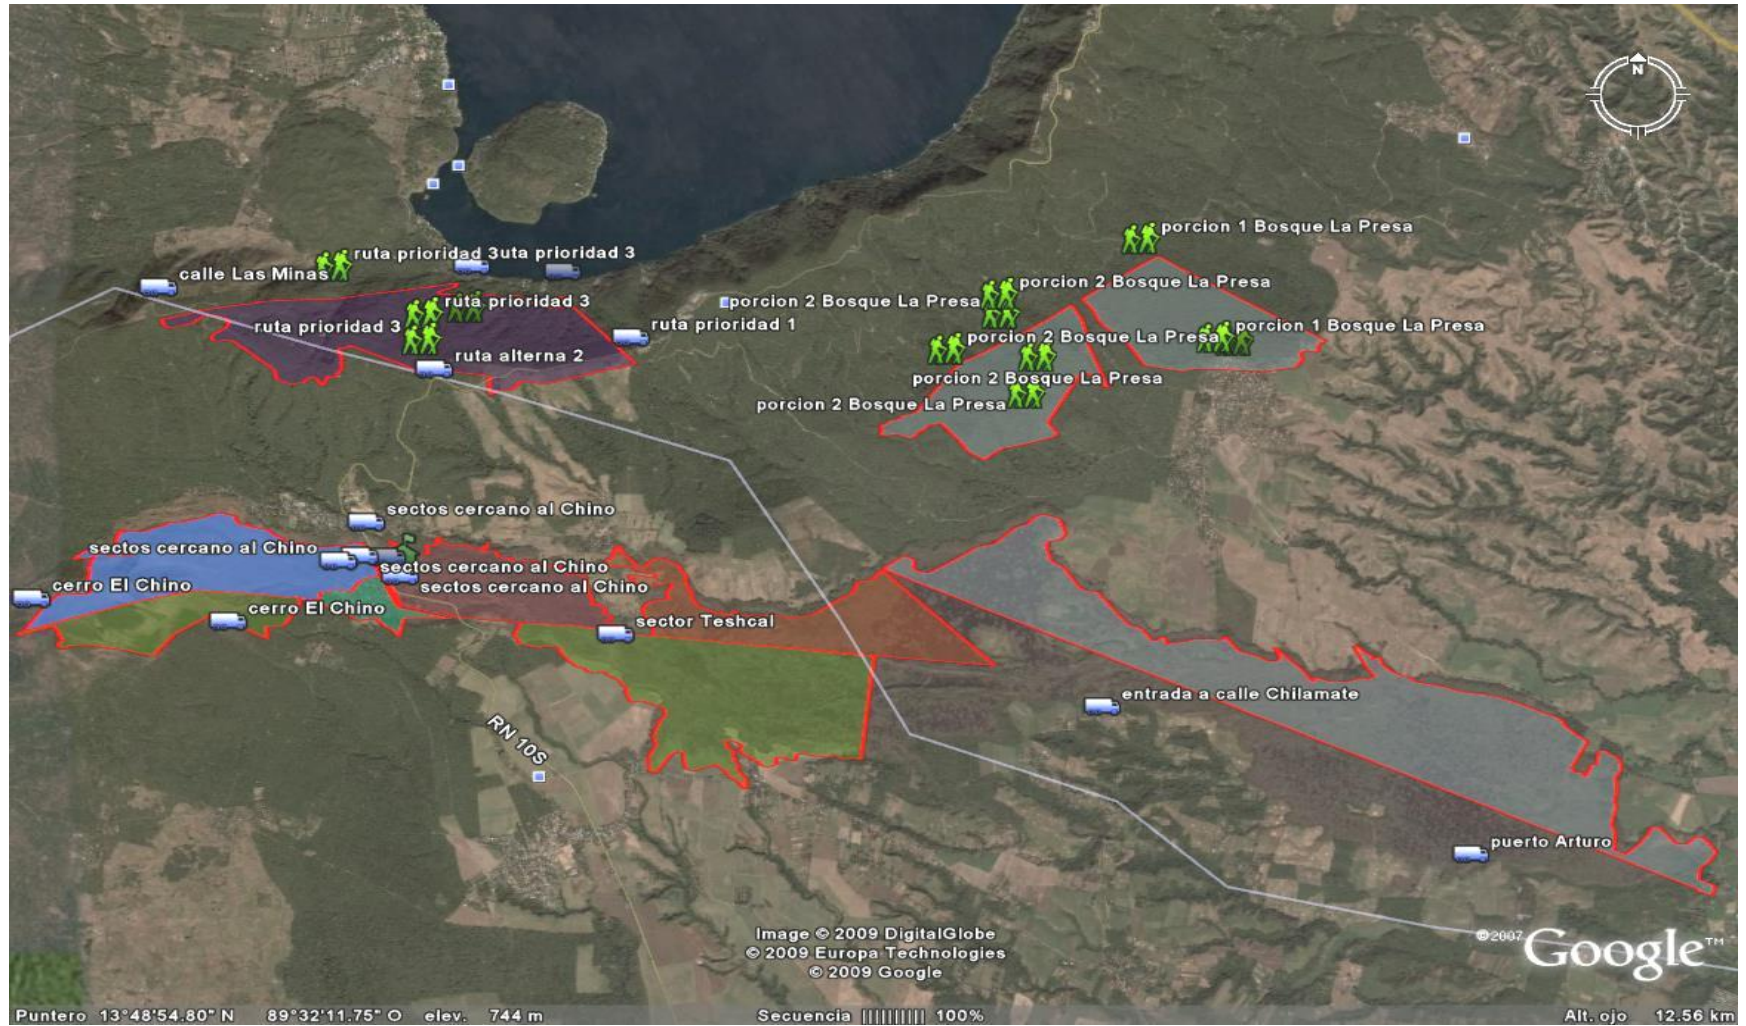 N
porcion 1 Bosque La Presa
ruta prioridad 3
uta prioridad 3
calle Las Minas
porcion 2 Bosque La Presa
porcion 2 Bosque La Presa
ruta prioridad 3
ruta prioridad 3
ruta prioridad 1
porcion 1 Bosque La Presa
porcion 2 Bosque La Presa
ruta alterna 2
porcion 2 Bosque La Presa
porcion 2 Bosque La Presa
sectos cercano al Chino
sectos cercano al Chino
sectos cercano al Chino
cerro El Chino
sectos cercano al Chino
cerro El Chino
sector Teshcal
entrada a calle Chilamate
RN 10S
puerto Arturo
Image © 2009 DigitalGlobe
© 2009 Europa Technologies
© 2009 Google
©2007 Google™
Puntero 13°48'54.80" N 89°32'11.75" O elev. 744 m Secuencia |||||||||| 100% Alt. ojo 12.56 km